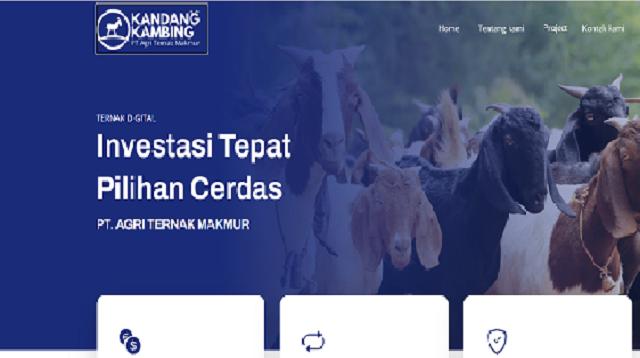 KANDANG
KAMBING
PT Agri Ternak Makmur
Home Tentang kami Project Kontak Kami
TERNAK DIGITAL
Investasi Tepat
Pilihan Cerdas
PT. AGRI TERNAK MAKMUR